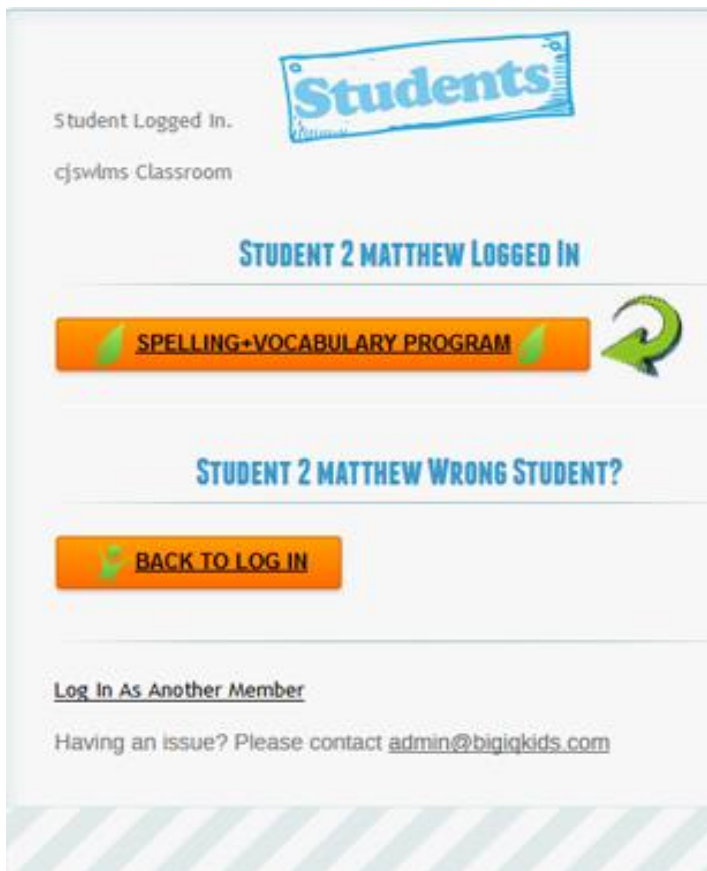 Students
Student Logged In.
cjswlms Classroom
Student 2 matthew Logged In
SPELLING+VOCABULARY PROGRAM
Student 2 matthew Wrong Student?
BACK TO LOG IN
Log In As Another Member
Having an issue? Please contact admin@bigiqkids.com